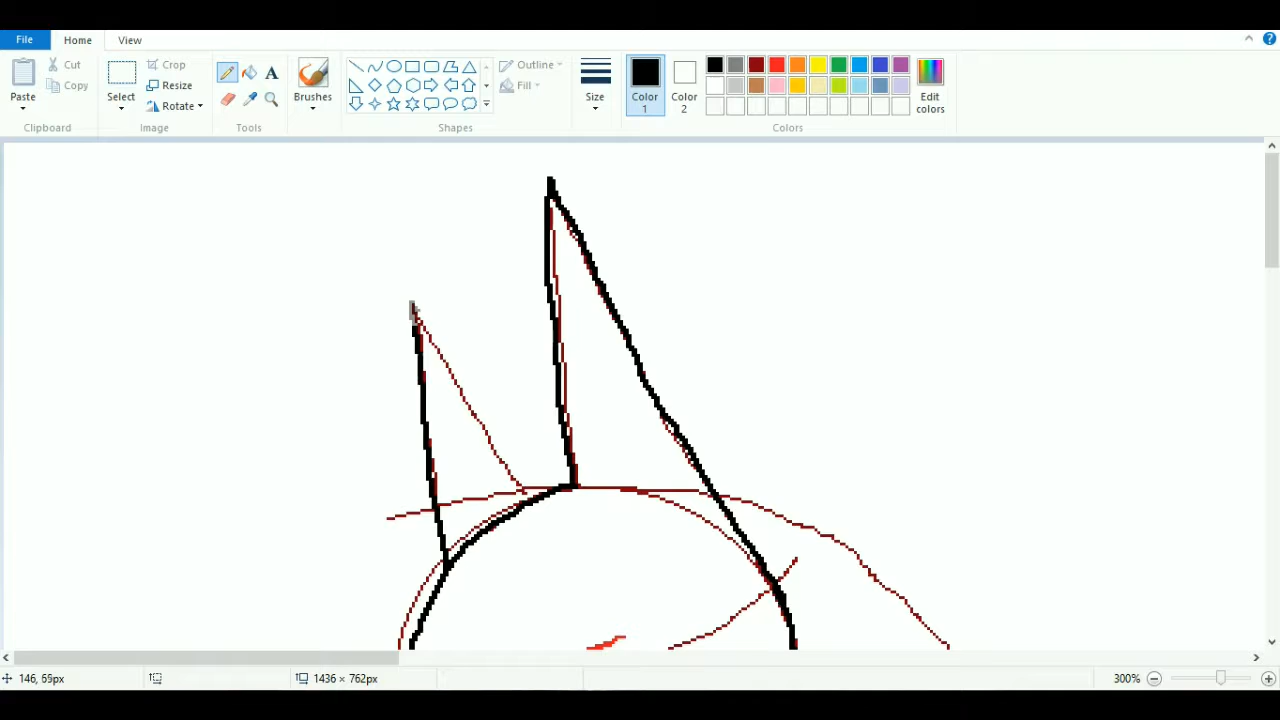 File Home View
Paste Cut Copy
Clipboard
Select Crop Resize Rotate
Image
A
Tools
Brushes
Outline Fill
Shapes
Size
Color 1
Color 2
Edit colors
Colors
146, 59px
1436 × 762px
300%